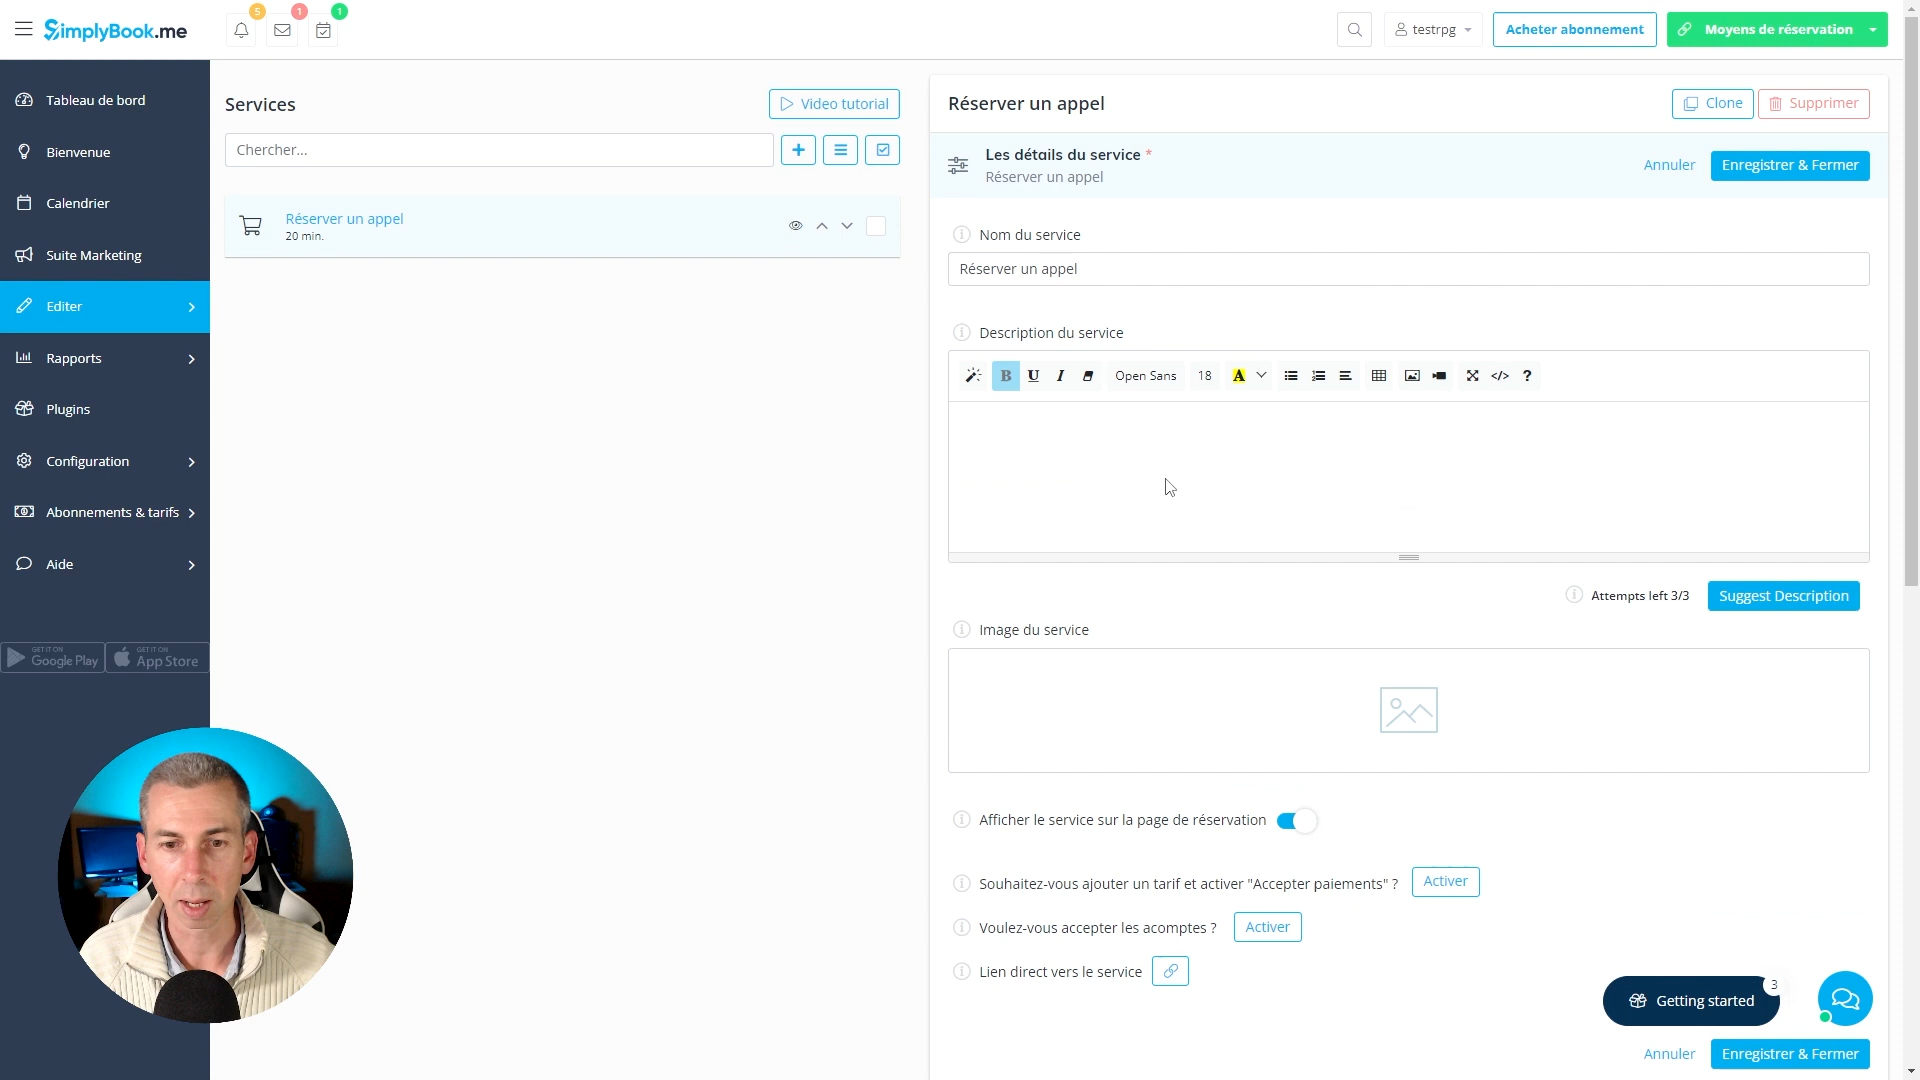 SimplyBook.me
5
1
1
testrpg
Acheter abonnement
Moyens de réservation
Tableau de bord
Bienvenue
Calendrier
Suite Marketing
Editer
Rapports
Plugins
Configuration
Abonnements & tarifs
Aide
GET IT ON
Google Play
GET IT ON
App Store
Services
Video tutorial
Chercher...
Réserver un appel
20 min.
Réserver un appel
Clone
Supprimer
Les détails du service *
Réserver un appel
Annuler
Enregistrer & Fermer
Nom du service
Réserver un appel
Description du service
B U I Open Sans 18 A </> ?
Attempts left 3/3
Suggest Description
Image du service
Afficher le service sur la page de réservation
Souhaitez-vous ajouter un tarif et activer "Accepter paiements" ?
Activer
Voulez-vous accepter les acomptes ?
Activer
Lien direct vers le service
Getting started
3
Annuler
Enregistrer & Fermer